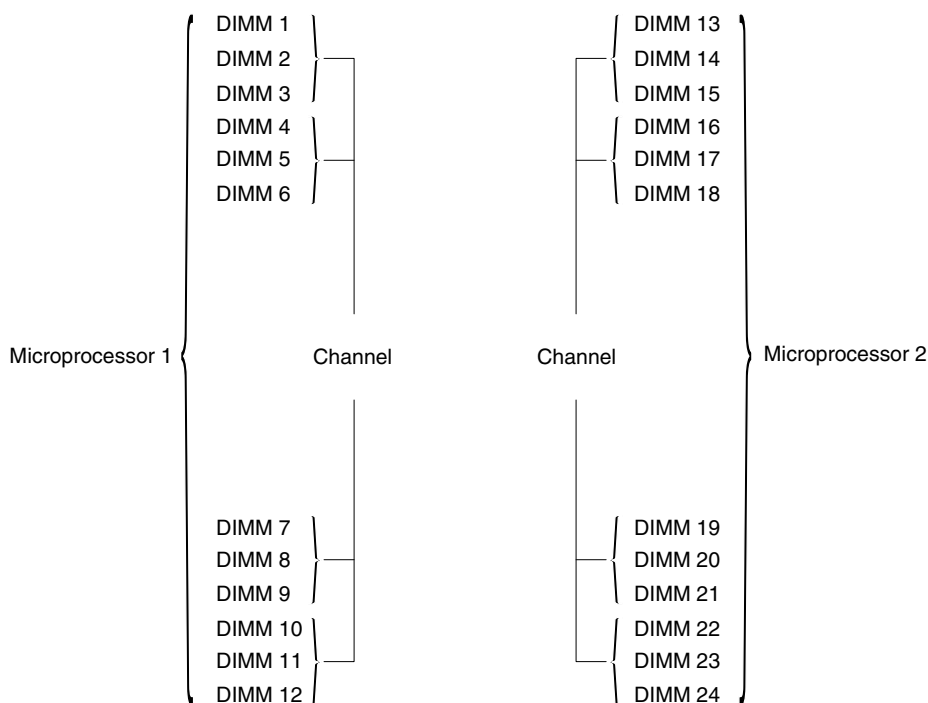 DIMM 1
DIMM 2
DIMM 3
DIMM 4
DIMM 5
DIMM 6
Microprocessor 1
Channel
DIMM 7
DIMM 8
DIMM 9
DIMM 10
DIMM 11
DIMM 12
DIMM 13
DIMM 14
DIMM 15
DIMM 16
DIMM 17
DIMM 18
Channel
Microprocessor 2
DIMM 19
DIMM 20
DIMM 21
DIMM 22
DIMM 23
DIMM 24